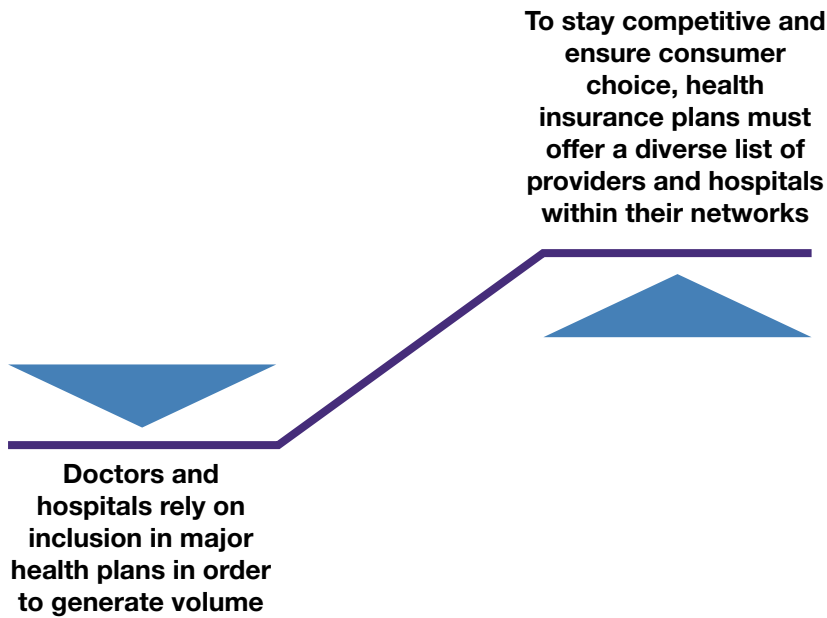 To stay competitive and
ensure consumer
choice, health
insurance plans must
offer a diverse list of
providers and hospitals
within their networks
Doctors and
hospitals rely on
inclusion in major
health plans in order
to generate volume